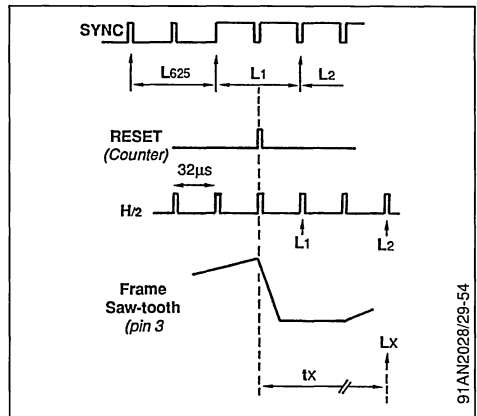 SYNC
L625
L1
L2
RESET
(Counter)
32µs
H/2
L1
L2
Frame
Saw-tooth
(pin 3
LX
tX
91AN2028/29-54